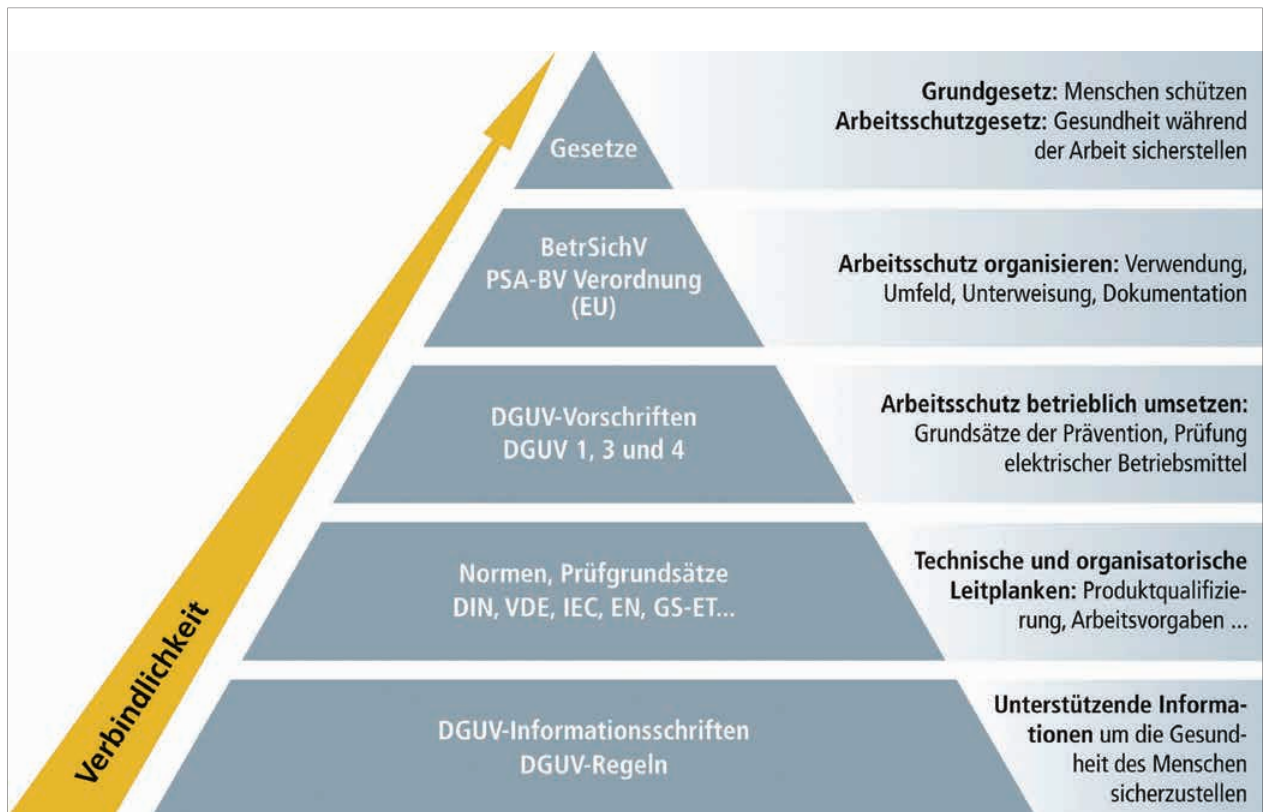 Gesetze
Grundgesetz: Menschen schützen
Arbeitsschutzgesetz: Gesundheit während
der Arbeit sicherstellen
BetrSichV
PSA-BV Verordnung
(EU)
Arbeitsschutz organisieren: Verwendung,
Umfeld, Unterweisung, Dokumentation
DGUV-Vorschriften
DGUV 1, 3 und 4
Arbeitsschutz betrieblich umsetzen:
Grundsätze der Prävention, Prüfung
elektrischer Betriebsmittel
Normen, Prüfgrundsätze
DIN, VDE, IEC, EN, GS-ET...
Technische und organisatorische
Leitplanken: Produktqualifizie-
rung, Arbeitsvorgaben ...
DGUV-Informationsschriften
DGUV-Regeln
Unterstützende Informa-
tionen um die Gesund-
heit des Menschen
sicherzustellen
Verbindlichkeit